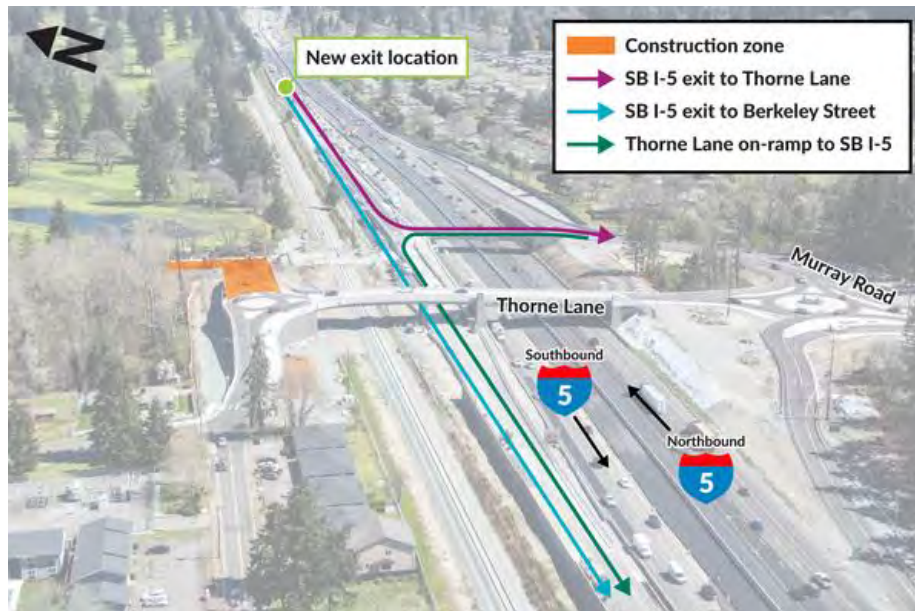 N
New exit location
Construction zone
SB I-5 exit to Thorne Lane
SB I-5 exit to Berkeley Street
Thorne Lane on-ramp to SB I-5
Murray Road
Thorne Lane
Southbound
5
Northbound
5